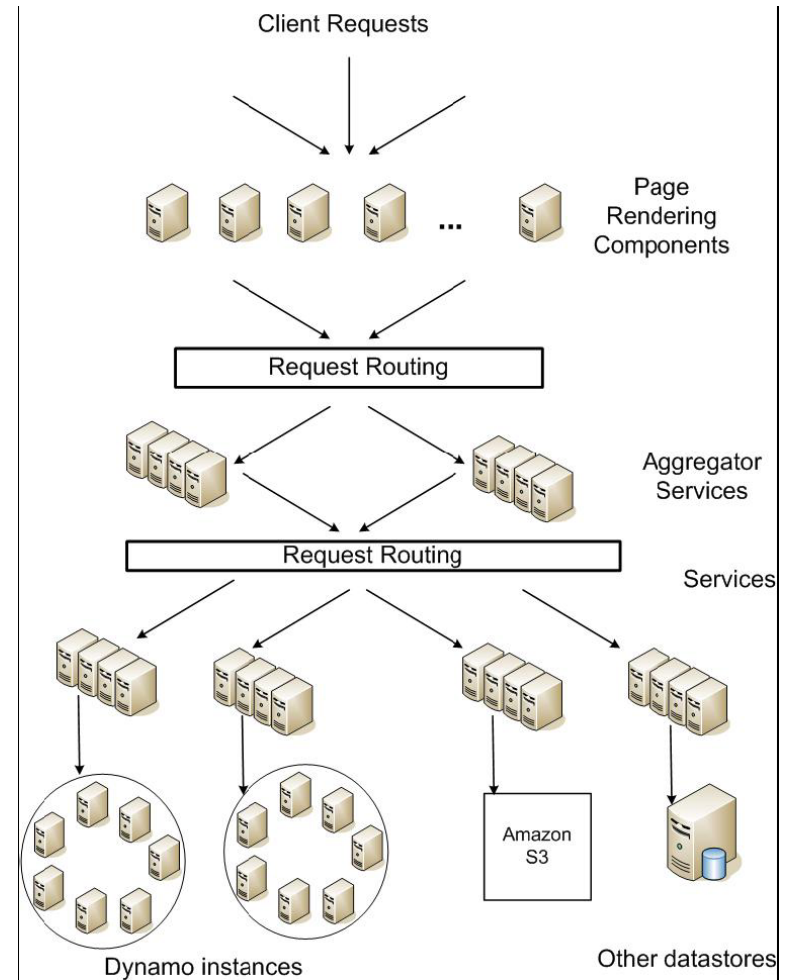 Client Requests
Page
Rendering
Components
...
Request Routing
Aggregator
Services
Request Routing
Services
Amazon
S3
Dynamo instances
Other datastores